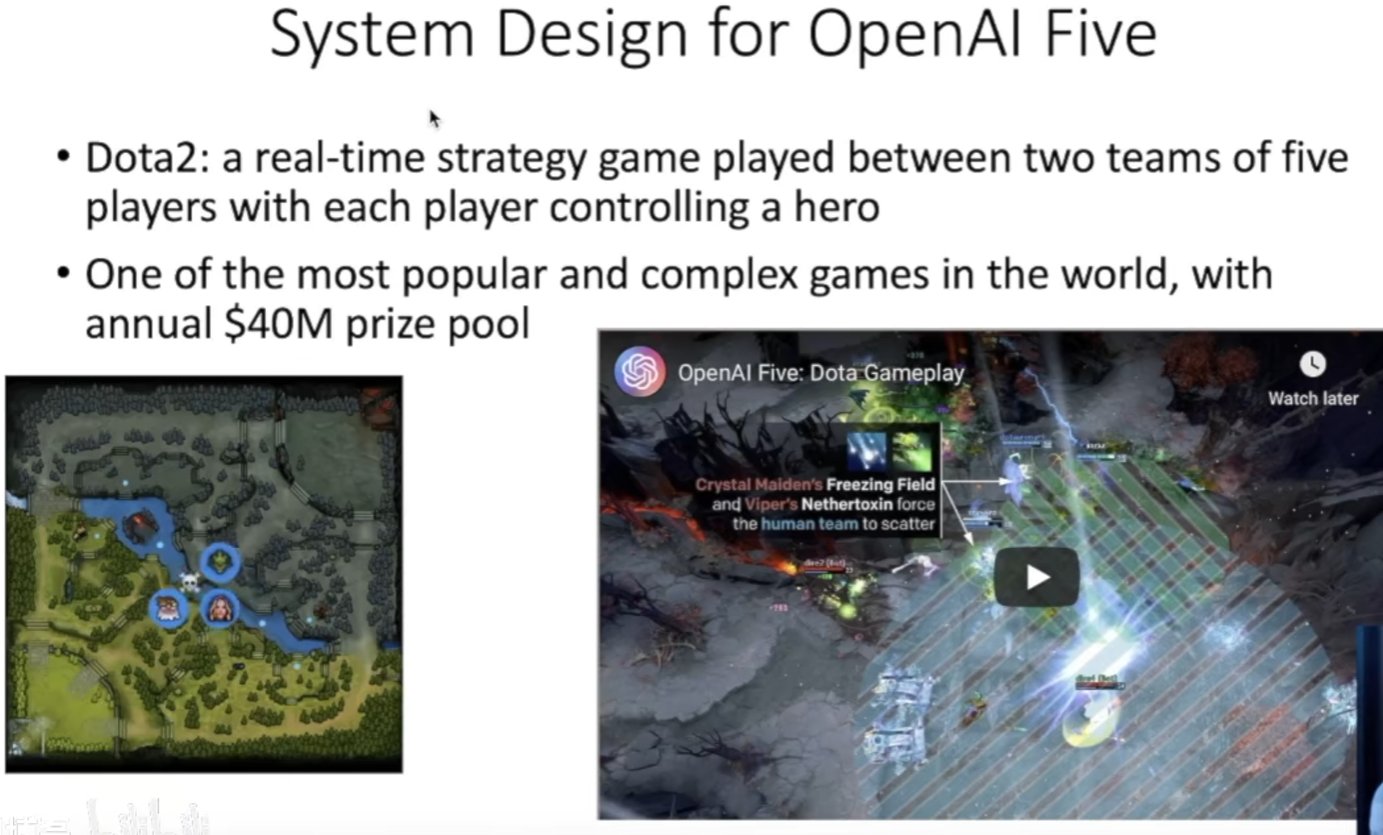 System Design for OpenAI Five
• Dota2: a real-time strategy game played between two teams of five
players with each player controlling a hero
• One of the most popular and complex games in the world, with
annual $40M prize pool
OpenAI Five: Dota Gameplay
Watch later
Crystal Maiden's Freezing Field
and Viper's Nethertoxin force
the human team to scatter